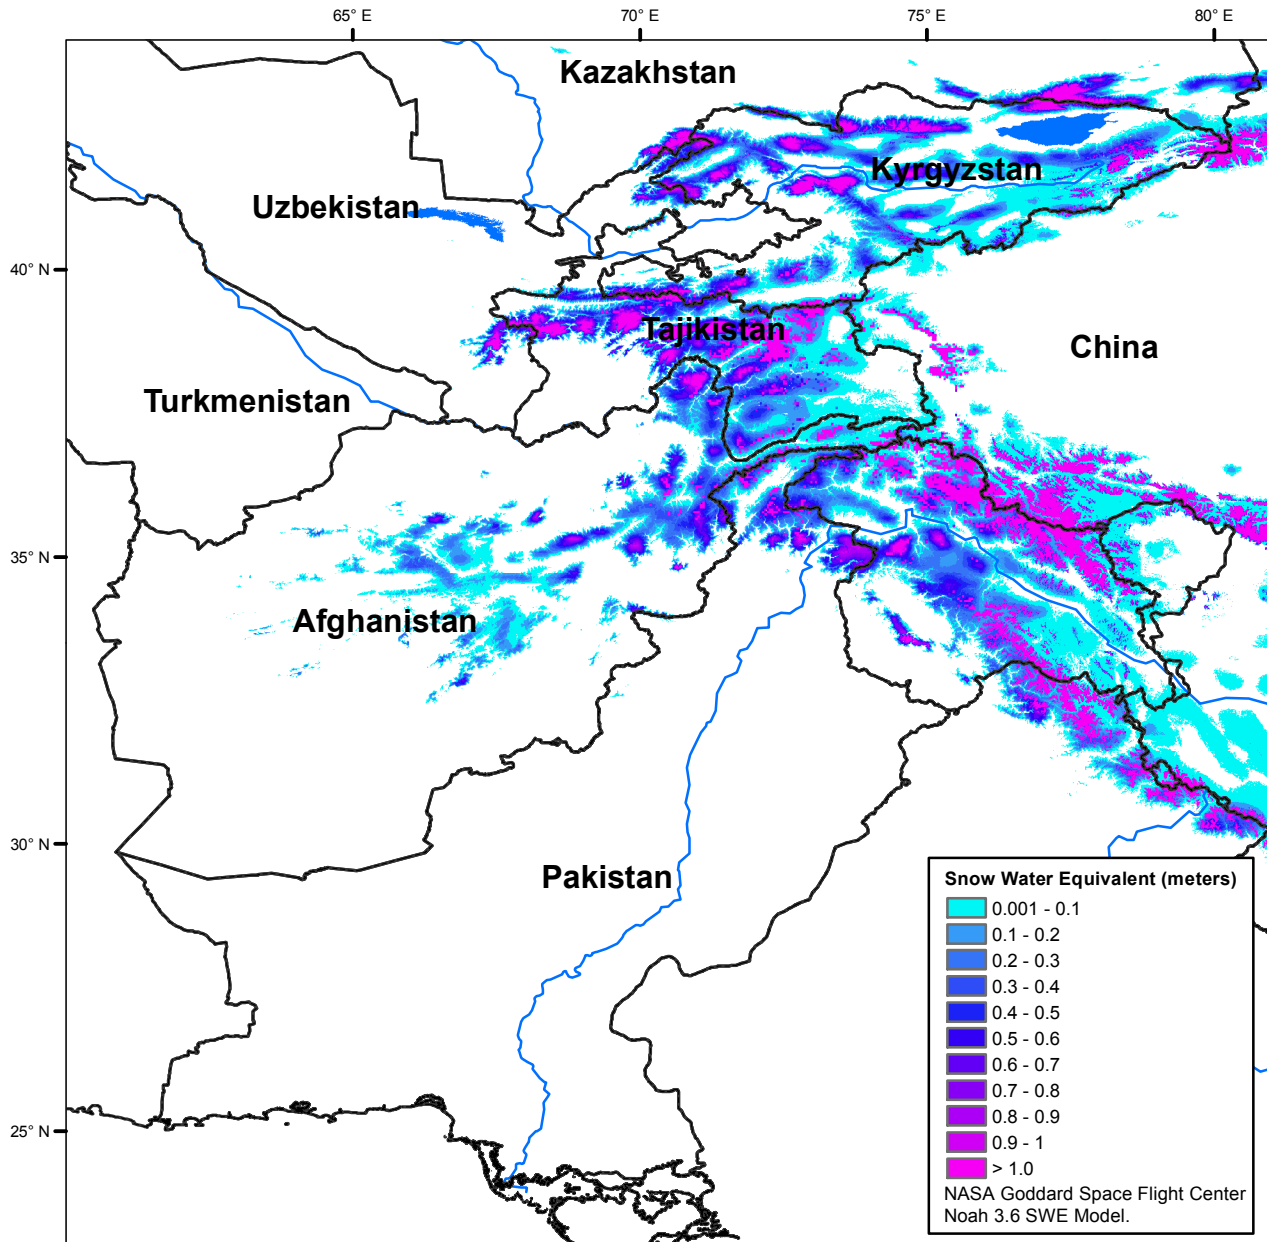 65° E
70° E
75° E
80° E
Kazakhstan
Kyrgyzstan
Uzbekistan
40° N
Tajikistan
China
Turkmenistan
35° N
Afghanistan
30° N
Pakistan
Snow Water Equivalent (meters)
0.001 - 0.1
0.1 - 0.2
0.2 - 0.3
0.3 - 0.4
0.4 - 0.5
0.5 - 0.6
0.6 - 0.7
0.7 - 0.8
0.8 - 0.9
0.9 - 1
> 1.0
25° N
NASA Goddard Space Flight Center
Noah 3.6 SWE Model.